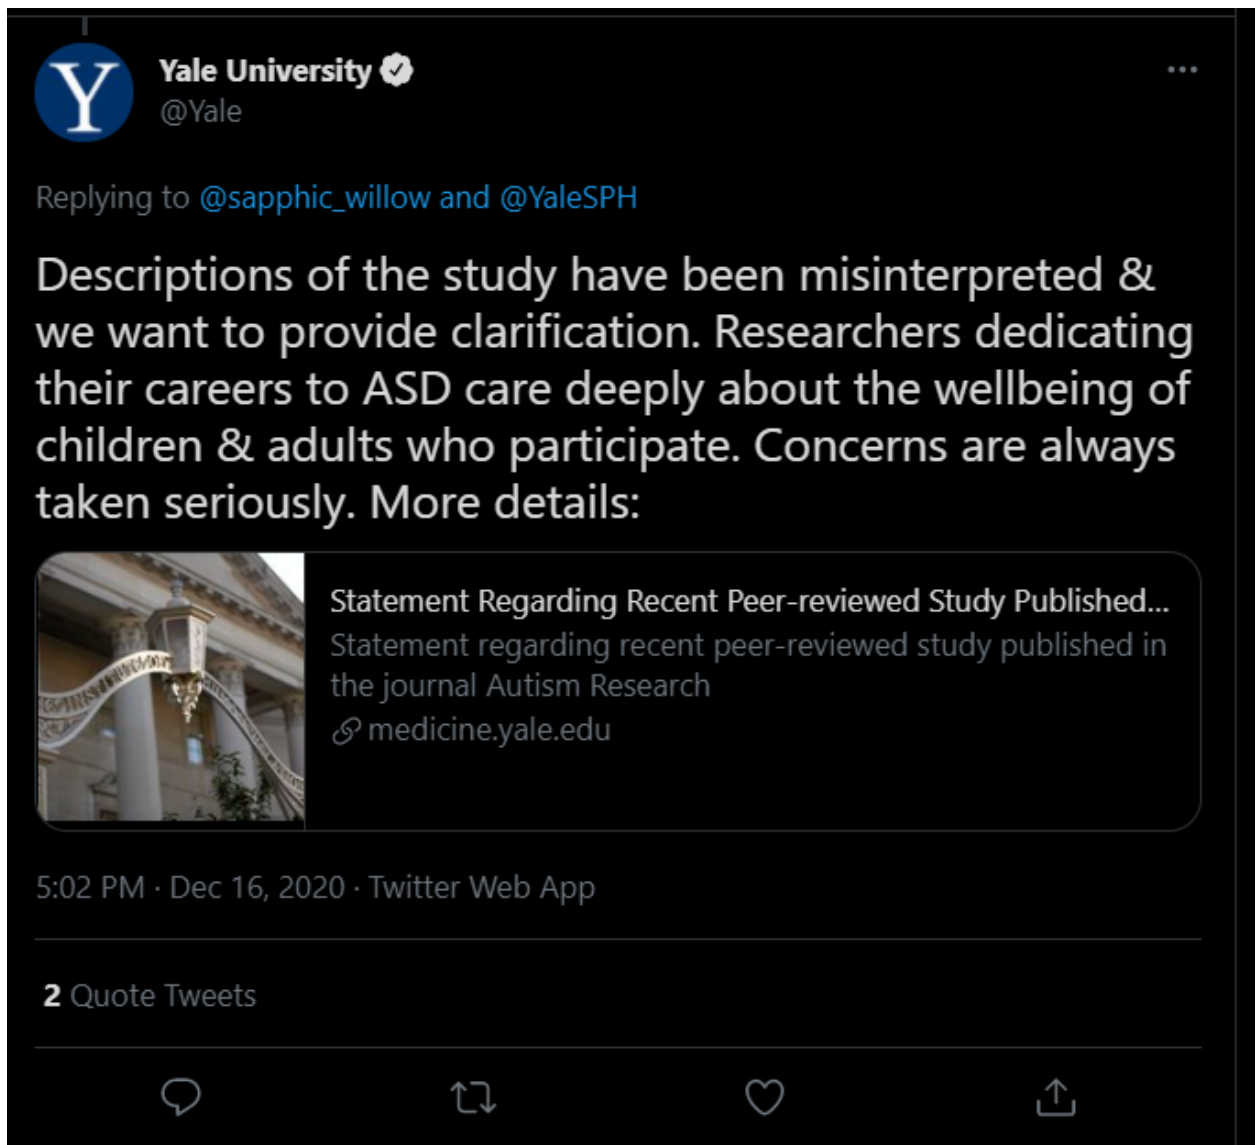 Y
Yale University
@Yale
Replying to @sapphic_willow and @YaleSPH
Descriptions of the study have been misinterpreted &
we want to provide clarification. Researchers dedicating
their careers to ASD care deeply about the wellbeing of
children & adults who participate. Concerns are always
taken seriously. More details:
Statement Regarding Recent Peer-reviewed Study Published...
Statement regarding recent peer-reviewed study published in
the journal Autism Research
medicine.yale.edu
5:02 PM · Dec 16, 2020 · Twitter Web App
2 Quote Tweets